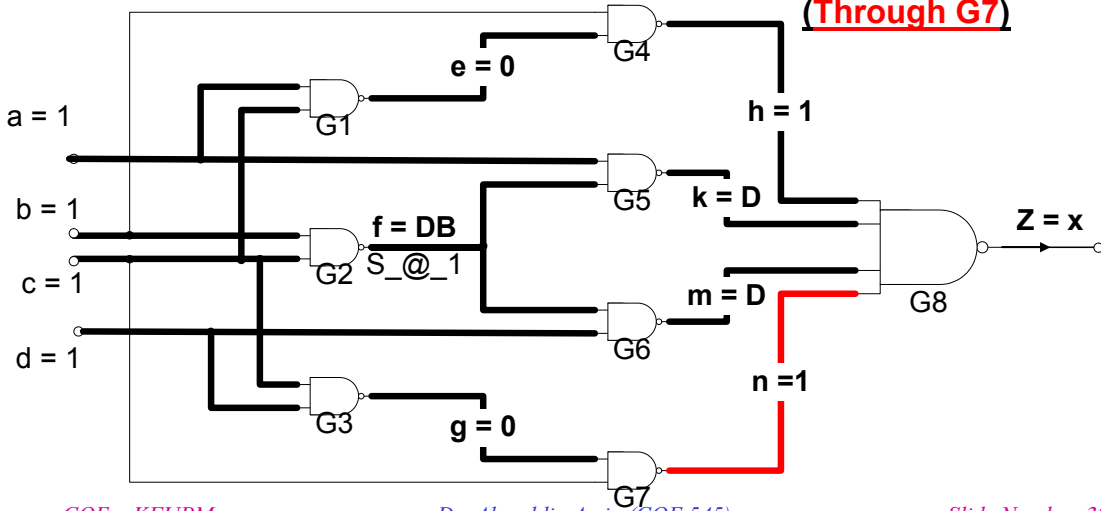 (Through G7)
G4
e = 0
G1
h = 1
a = 1
G5
k = D
b = 1
f = DB
Z = x
G2
S_@_1
c = 1
m = D
G8
G6
d = 1
n =1
G3
g = 0
G7